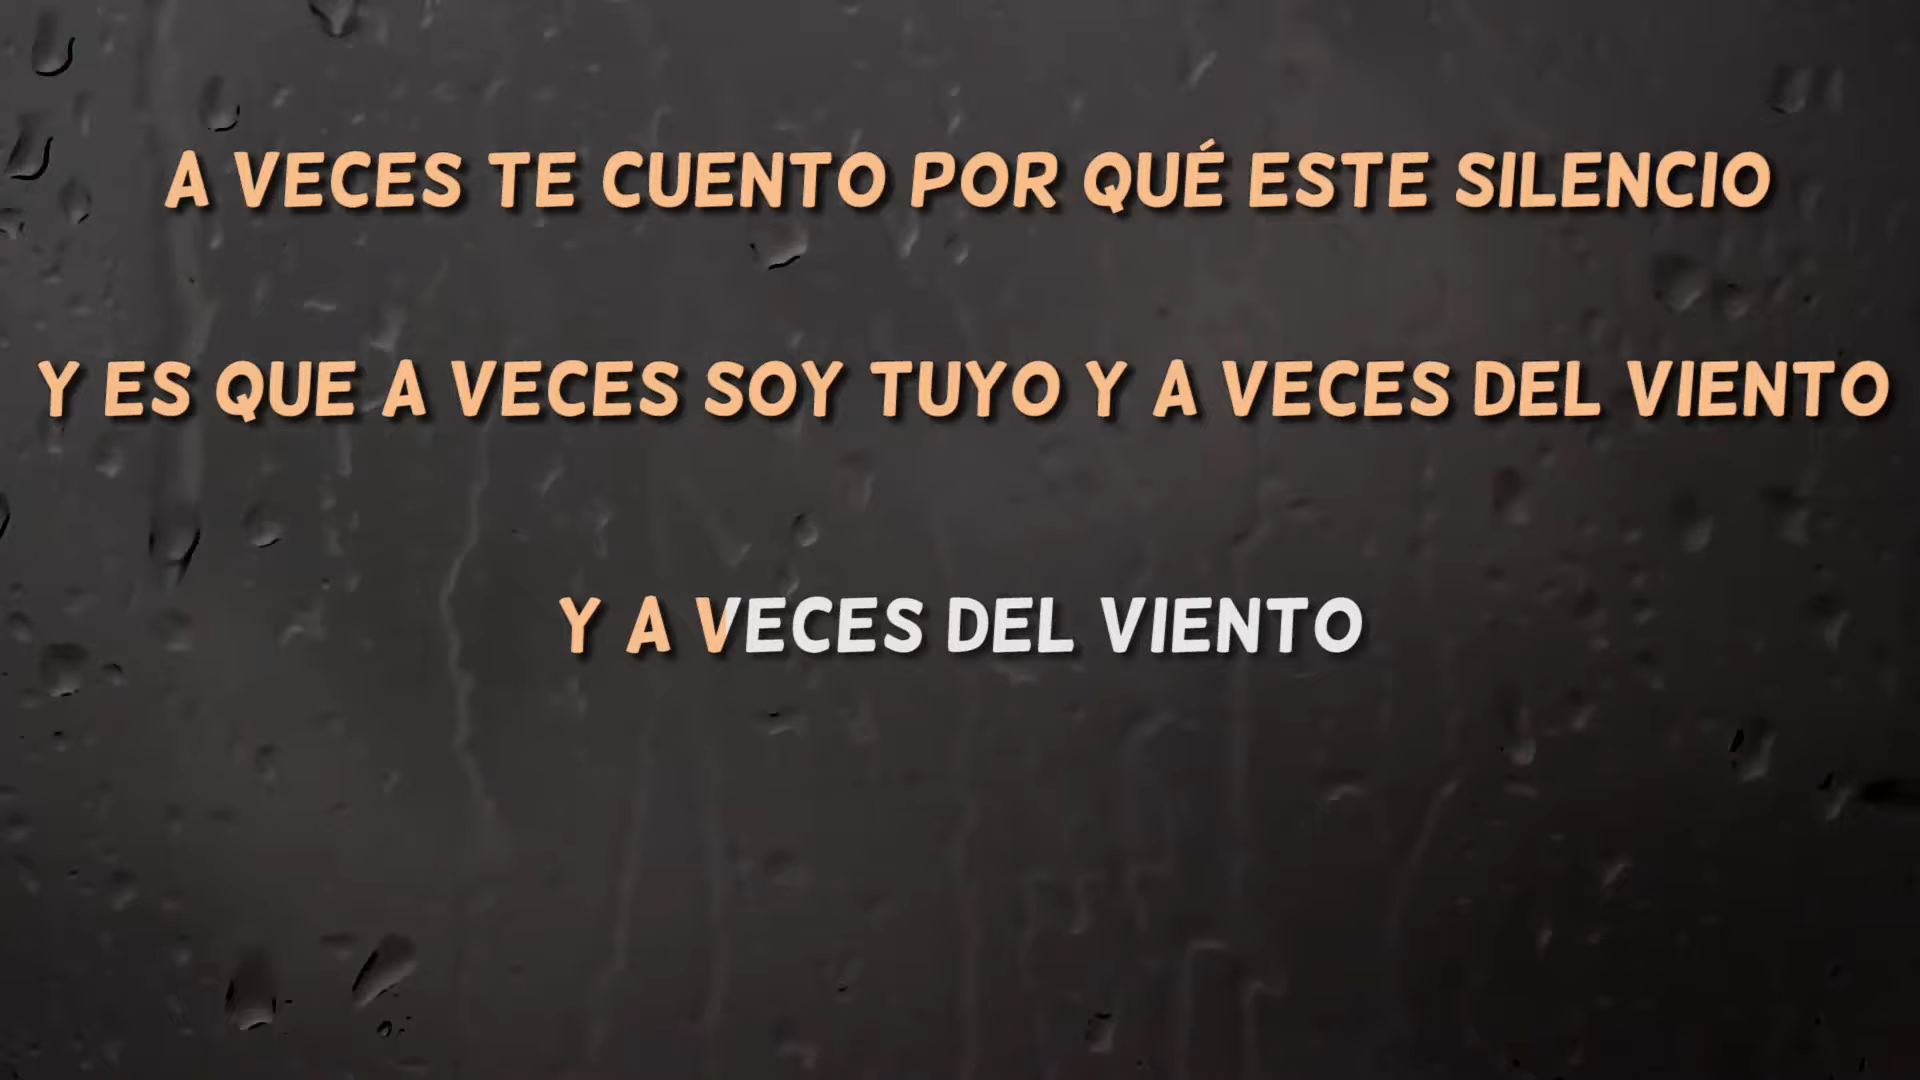 A VECES TE CUENTO POR QUÉ ESTE SILENCIO
Y ES QUE A VECES SOY TUYO Y A VECES DEL VIENTO
Y A VECES DEL VIENTO